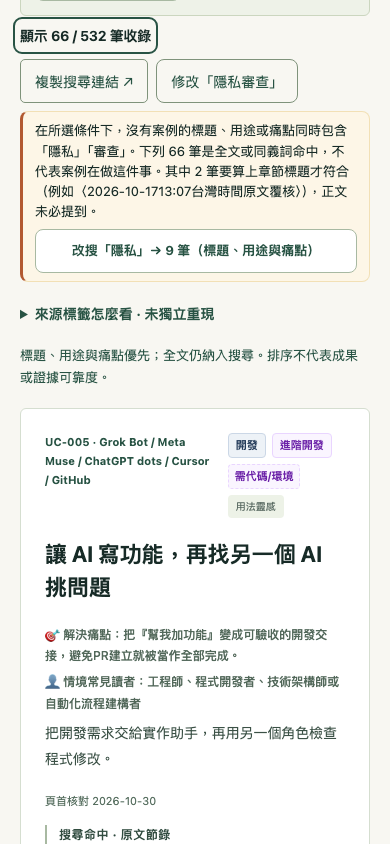 顯示 66 / 532 筆收錄
複製搜尋連結 ↗
修改「隱私審查」
在所選條件下，沒有案例的標題、用途或痛點同時包含
「隱私」「審查」。下列 66 筆是全文或同義詞命中，不
代表案例在做這件事。其中 2 筆要算上章節標題才符合
（例如〈2026-10-1713:07台灣時間原文覆核〉），正文
未必提到。
改搜「隱私」→ 9 筆（標題、用途與痛點）
▶ 來源標籤怎麼看 · 未獨立重現
標題、用途與痛點優先；全文仍納入搜尋。排序不代表成果
或證據可靠度。
UC-005 · Grok Bot / Meta
Muse / ChatGPT dots / Cursor
/ GitHub
開發
進階開發
需代碼/環境
用法靈感
讓 AI 寫功能，再找另一個 AI
挑問題
🎯 解決痛點：把『幫我加功能』變成可驗收的開發交
接，避免PR建立就被當作全部完成。
👤 情境常見讀者：工程師、程式開發者、技術架構師或
自動化流程建構者
把開發需求交給實作助手，再用另一個角色檢查
程式修改。
頁首核對 2026-10-30
搜尋命中 · 原文節錄